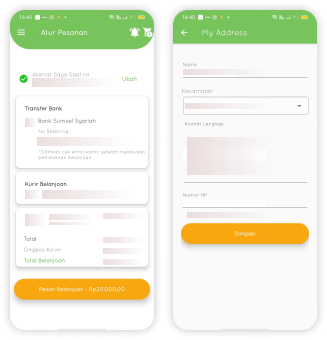 16:40
Atur Pesanan
Alamat Saya Saat ini
Ubah
Transfer Bank
Bank Sumsel Syariah
No Rekening:
*Silahkan cek email kamu setelah melakukan
pemesanan belanjaan
Kurir Belanjaan
Total
Ongkos Kirim
Total Belanjaan
Pesan Belanjaan - Rp20.000,00
16:40
My Address
Nama
Kecamatan
Alamat Lengkap
Nomor HP
Simpan